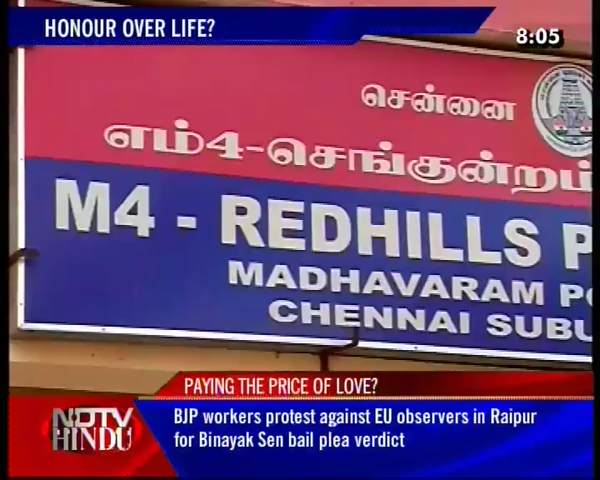 HONOUR OVER LIFE?
8:05
சென்னை
எம்4-செங்குன்றம்
M4 - REDHILLS P
MADHAVARAM PO
CHENNAI SUBU
PAYING THE PRICE OF LOVE?
NDTV
HINDU
BJP workers protest against EU observers in Raipur
for Binayak Sen bail plea verdict